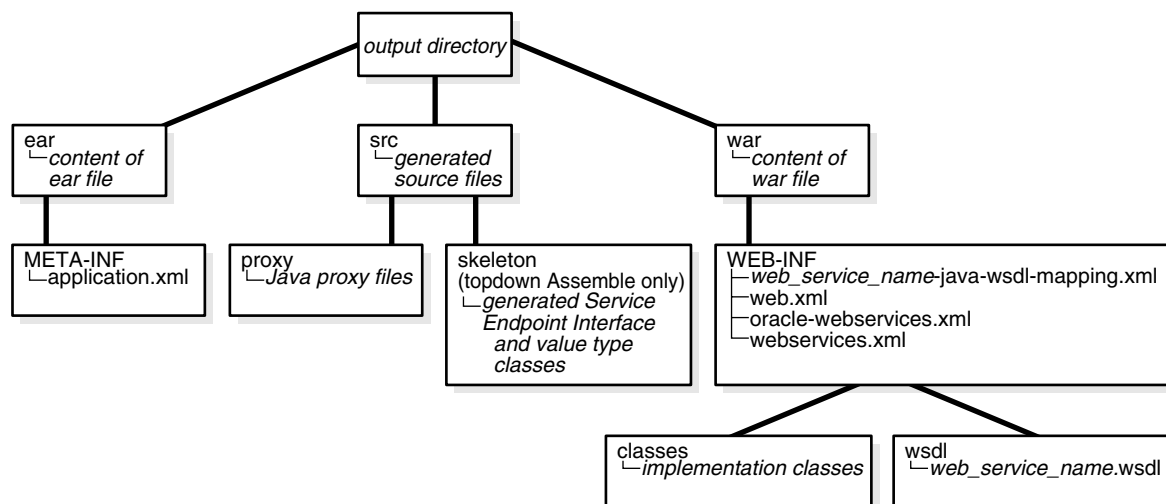 output directory
ear
content of
ear file
src
generated
source files
war
content of
war file
META-INF
application.xml
proxy
Java proxy files
skeleton
(topdown Assemble only)
generated Service
Endpoint Interface
and value type
classes
WEB-INF
web_service_name-java-wsdl-mapping.xml
web.xml
oracle-webservices.xml
webservices.xml
classes
implementation classes
wsdl
web_service_name.wsdl